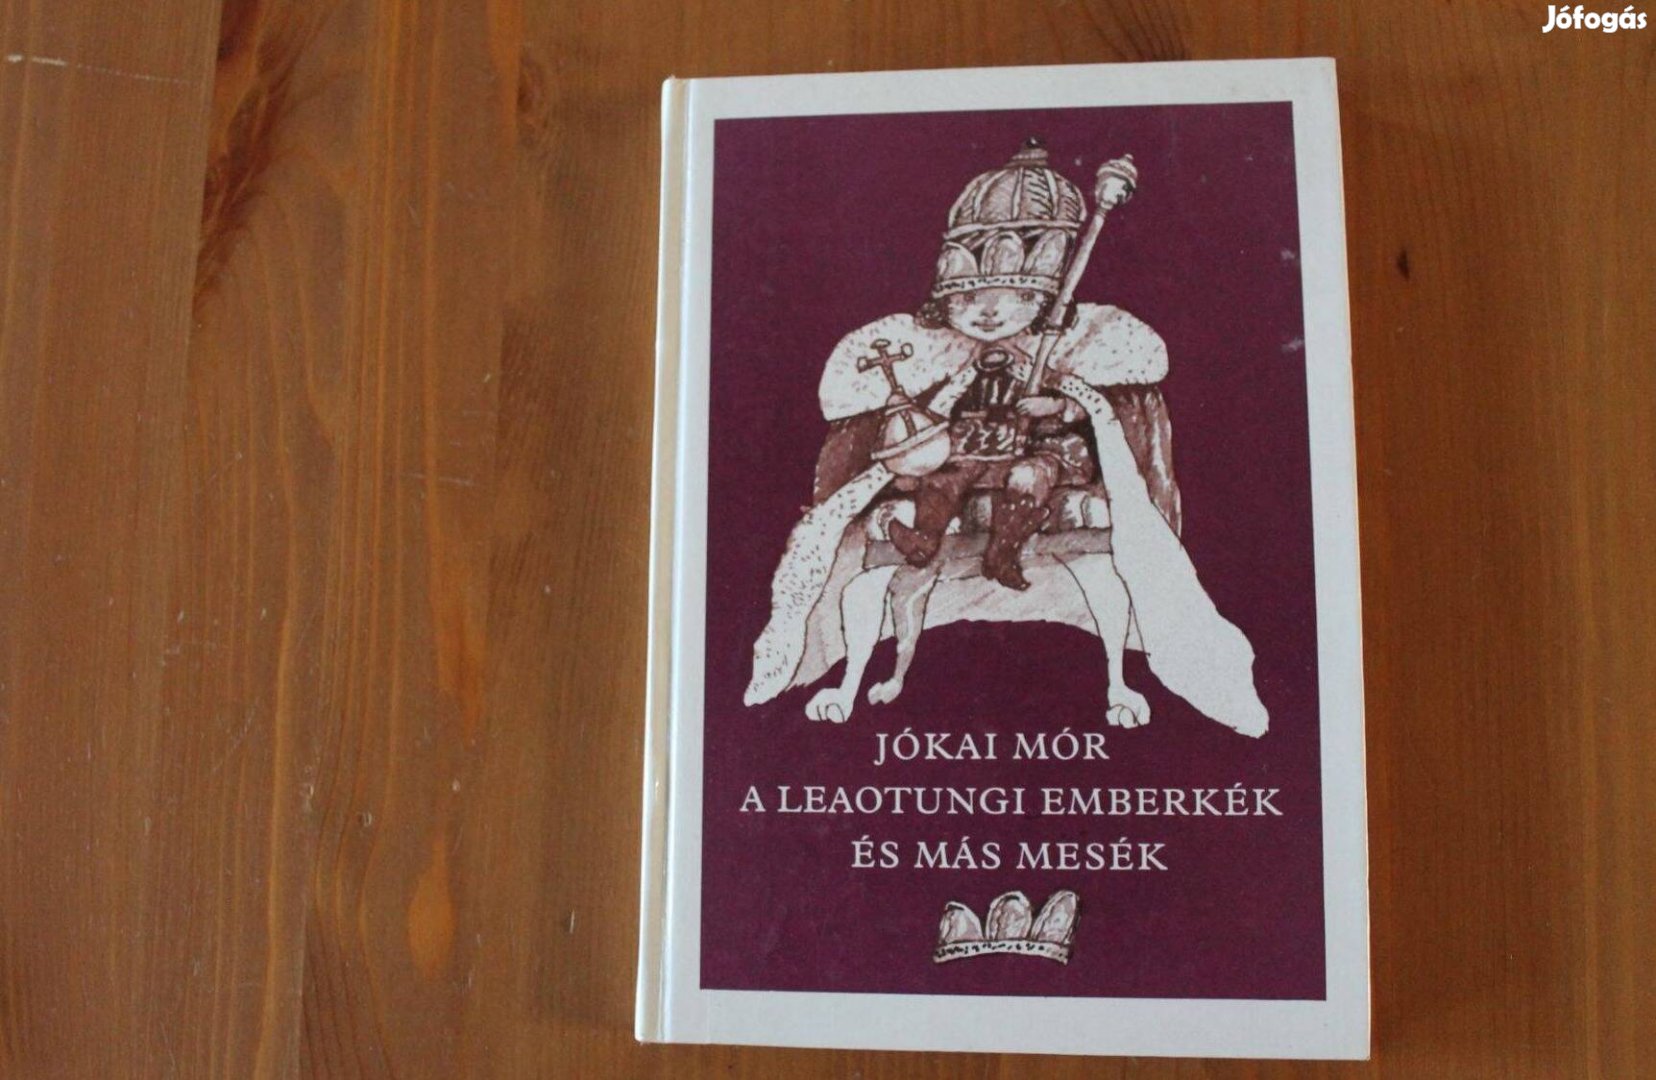 Jófogás
JÓKAI MÓR
A LEAOTUNGI EMBERKÉK
ÉS MÁS MESÉK